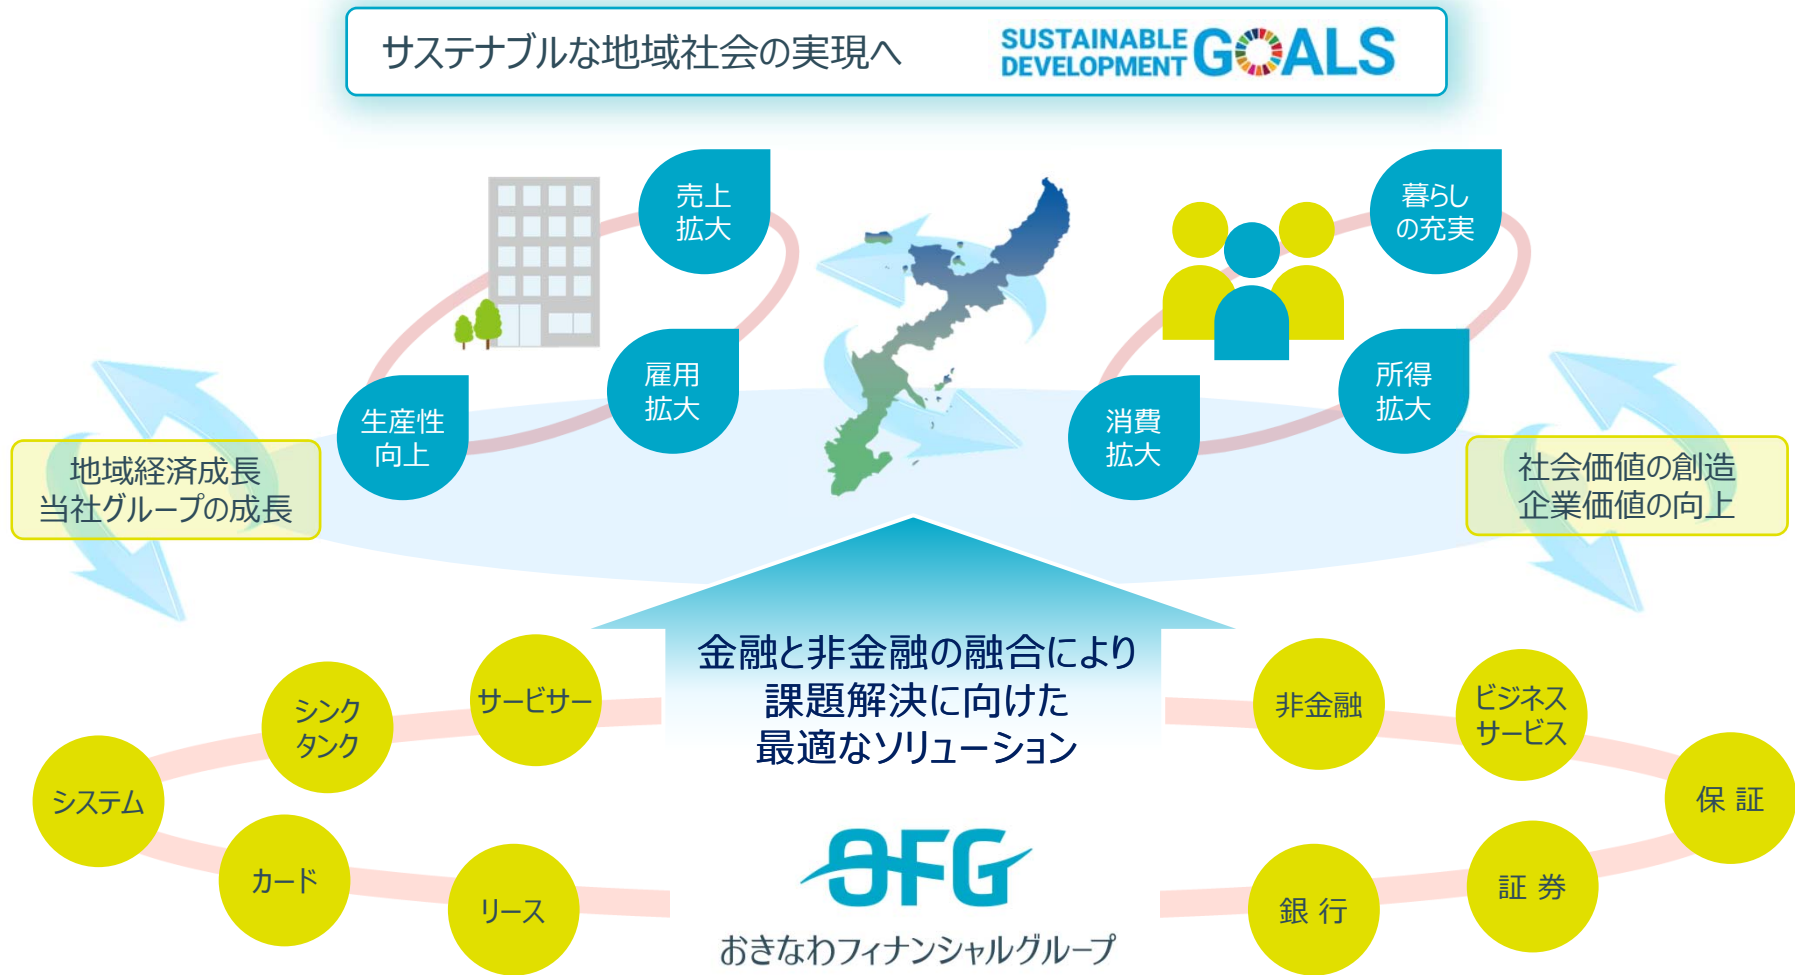 サステナブルな地域社会の実現へ
SUSTAINABLE
DEVELOPMENT
GOALS
売上
拡大
雇用
拡大
生産性
向上
暮らし
の充実
所得
拡大
消費
拡大
地域経済成長
当社グループの成長
社会価値の創造
企業価値の向上
金融と非金融の融合により
課題解決に向けた
最適なソリューション
サービサー
シンク
タンク
システム
カード
リース
非金融
ビジネス
サービス
保 証
証 券
銀 行
OFG
おきなわフィナンシャルグループ